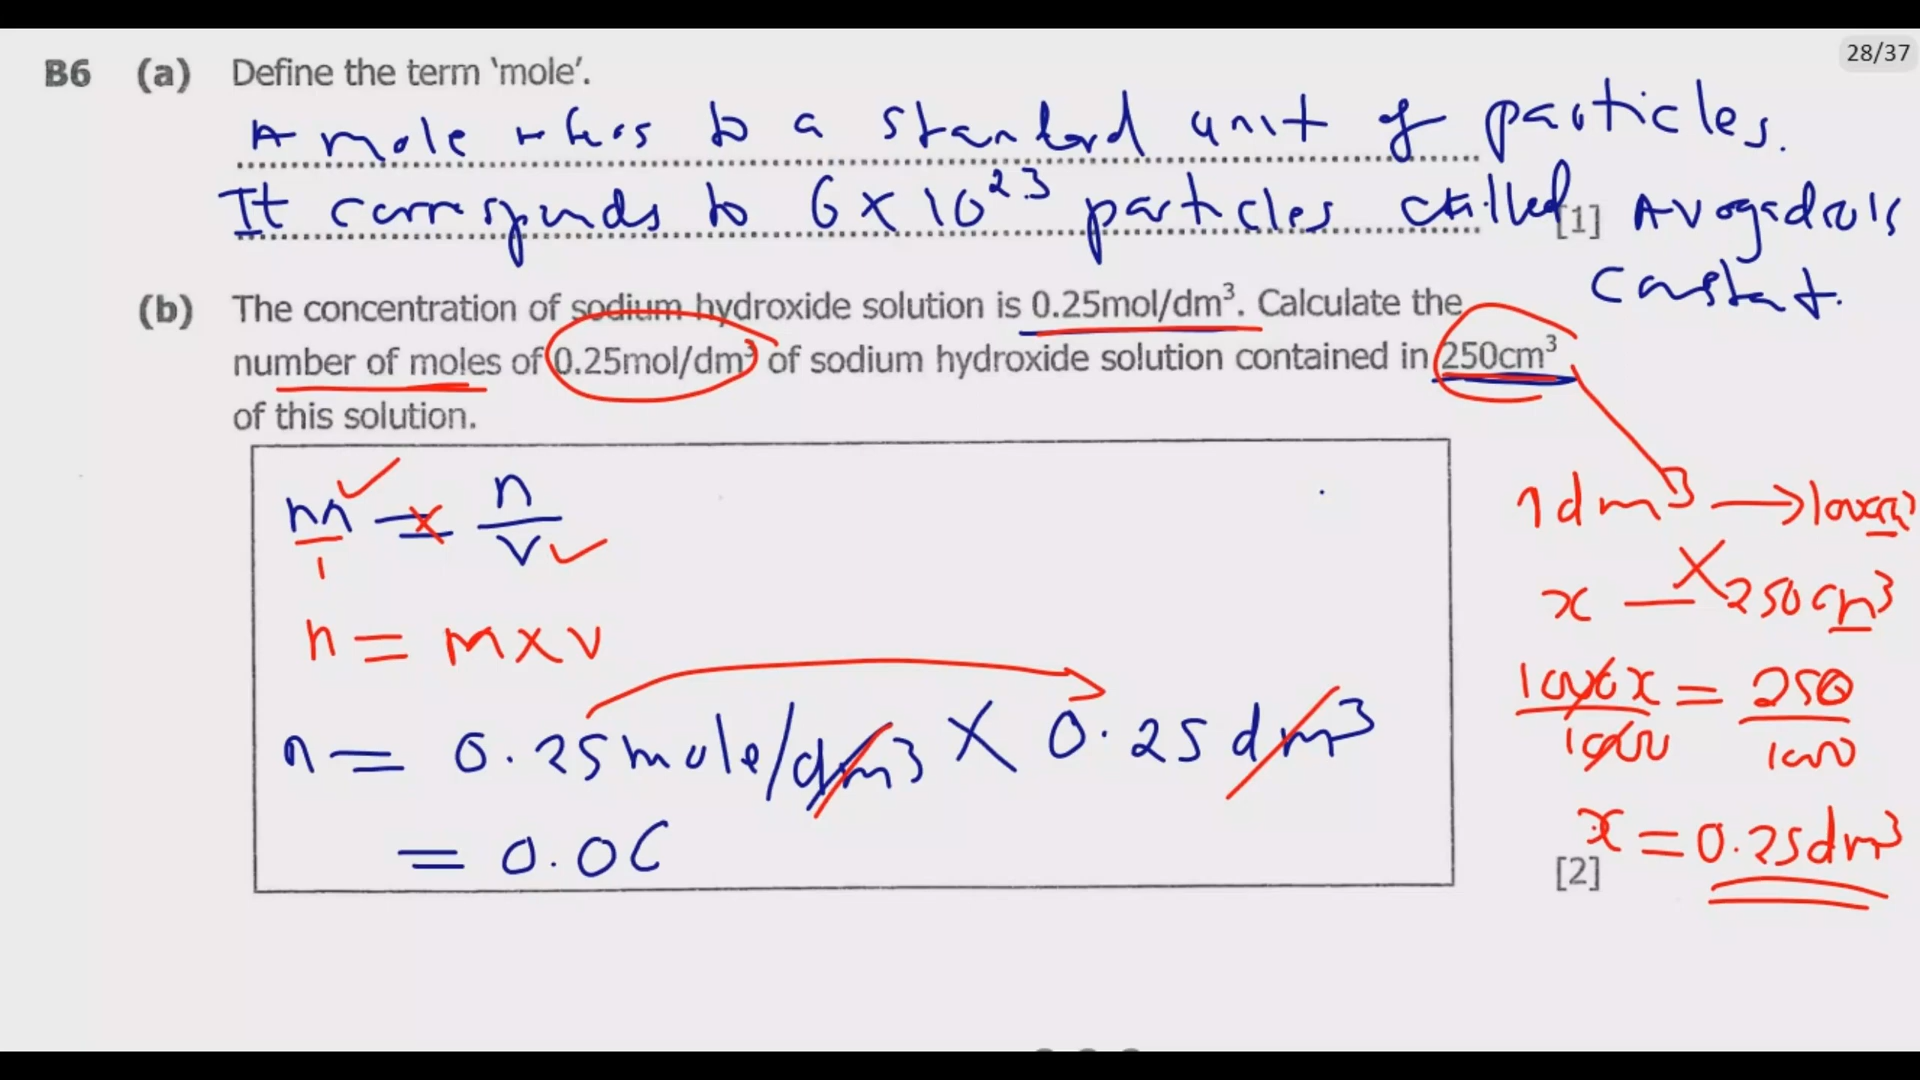 28/37
B6 (a) Define the term ‘mole’.
A mole refers to a standard unit of particles.
It corresponds to 6 × 10²³ particles called [1] Avogadro's
constant.
(b) The concentration of sodium hydroxide solution is 0.25mol/dm³. Calculate the
number of moles of 0.25mol/dm³ of sodium hydroxide solution contained in 250cm³
of this solution.
m/1 = n/v
n = m x v
n = 0.25 mole/dm3 X 0.25 dm3
= 0.06
1dm3 → 1000cm3
x — 250cm3
1000x/1000 = 250/1000
x = 0.25dm3
[2]